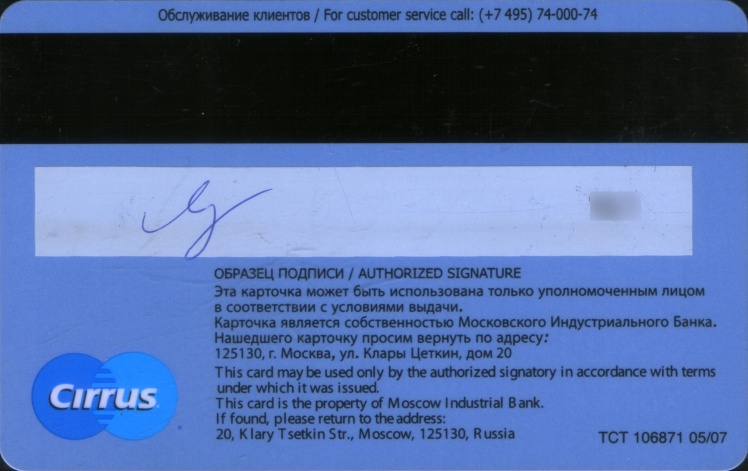 Обслуживание клиентов / For customer service call: (+7 495) 74-000-74
ОБРАЗЕЦ ПОДПИСИ / AUTHORIZED SIGNATURE
Эта карточка может быть использована только уполномоченным лицом
в соответствии с условиями выдачи.
Карточка является собственностью Московского Индустриального Банка.
Нашедшего карточку просим вернуть по адресу:
125130, г. Москва, ул. Клары Цеткин, дом 20
This card may be used only by the authorized signatory in accordance with terms
under which it was issued.
This card is the property of Moscow Industrial Bank.
If found, please return to the address:
20, Klary Tsetkin Str., Moscow, 125130, Russia
Cirrus
TCT 106871 05/07